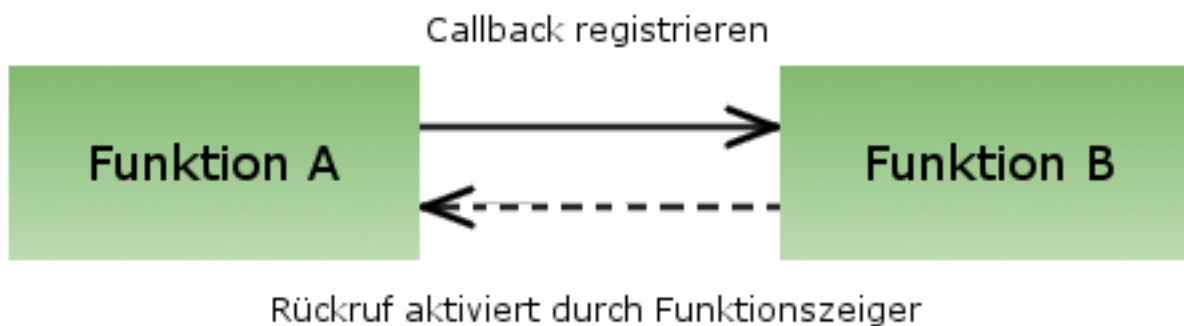 Callback registrieren
Funktion A
Funktion B
Rückruf aktiviert durch Funktionszeiger